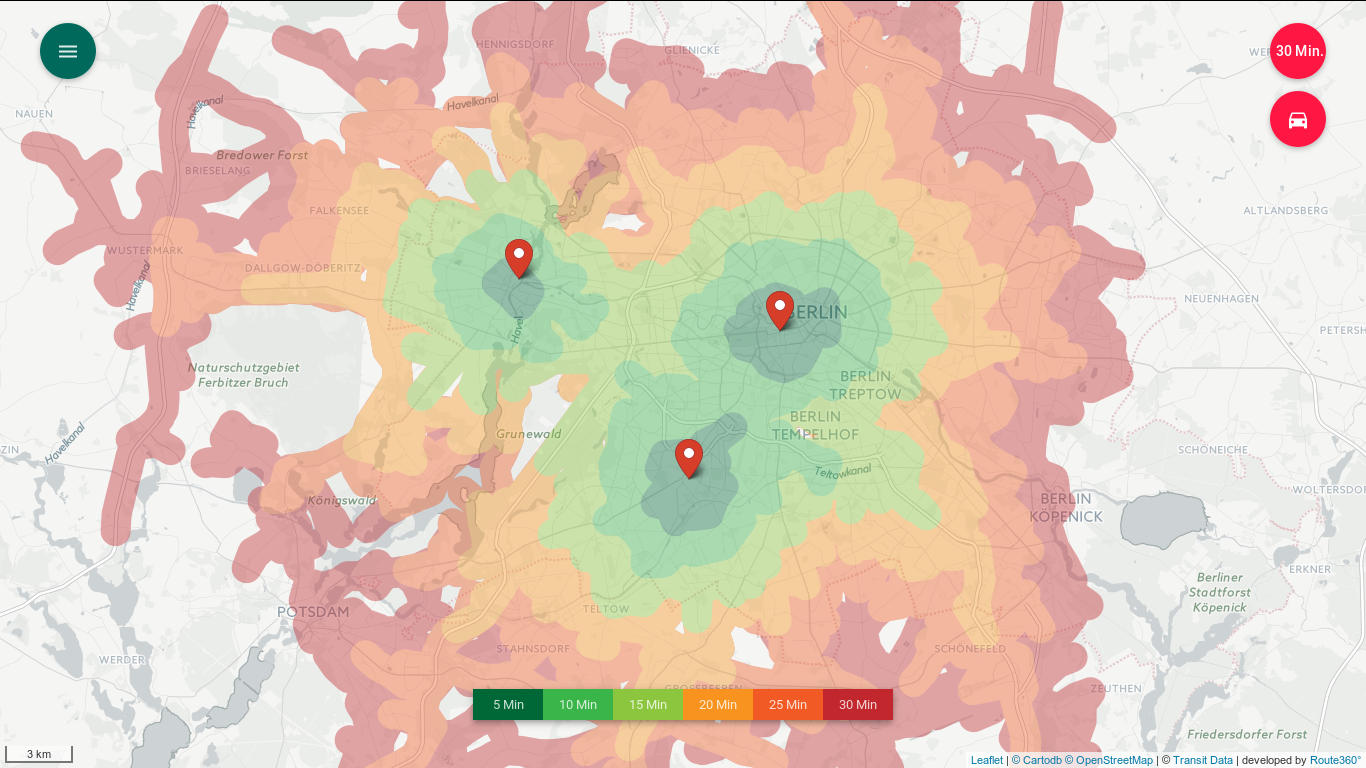 HENNIGSDORF
GLIENICKE
30 Min.
Havelkanal
Havelkanal
NAUEN
Bredower Forst
BRIESELANG
FALKENSEE
ALTLANDSBERG
WUSTERMARK
DALLGOW-DÖBERITZ
Havelkanal
NEUENHAGEN
BERLIN
Havel
PETERSH
Naturschutzgebiet
Ferbitzer Bruch
BERLIN
TREPTOW
BERLIN
TEMPELHOF
Grunewald
Havelkanal
ZIN
SCHÖNEICHE
Teltowkanal
Königswald
WOLTERSDOR
BERLIN
KÖPENICK
ERKNER
Berliner
Stadtforst
Köpenick
POTSDAM
TELTOW
STAHNSDORF
SCHÖNEFELD
WERDER
GROSSBEEREN
ZEUTHEN
5 Min 10 Min 15 Min 20 Min 25 Min 30 Min
Friedersdorfer Forst
3 km
Leaflet | © Cartodb © OpenStreetMap | © Transit Data | developed by Route360°